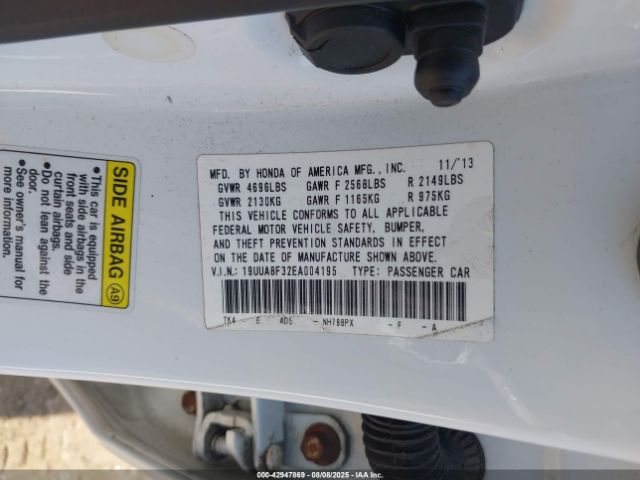 SIDE AIRBAG A9
•This car is equipped
with side airbags in the
front seats and side
curtain airbags.
•Do not lean against the
door.
•See owner's manual for
more information.
MFD. BY HONDA OF AMERICA MFG., INC. 11/'13
GVWR 4696LBS GAWR F 2568LBS R 2149LBS
GVWR 2130KG GAWR F 1165KG R 975KG
THIS VEHICLE CONFORMS TO ALL APPLICABLE
FEDERAL MOTOR VEHICLE SAFETY, BUMPER,
AND THEFT PREVENTION STANDARDS IN EFFECT
ON THE DATE OF MANUFACTURE SHOWN ABOVE.
V.I.N.: 19UUA8F32EA004195 TYPE: PASSENGER CAR
TK4 E AD5 - NH788PX - F - A
000-42947869 - 08/08/2025 - COPYRIGHT IAA, LLC.